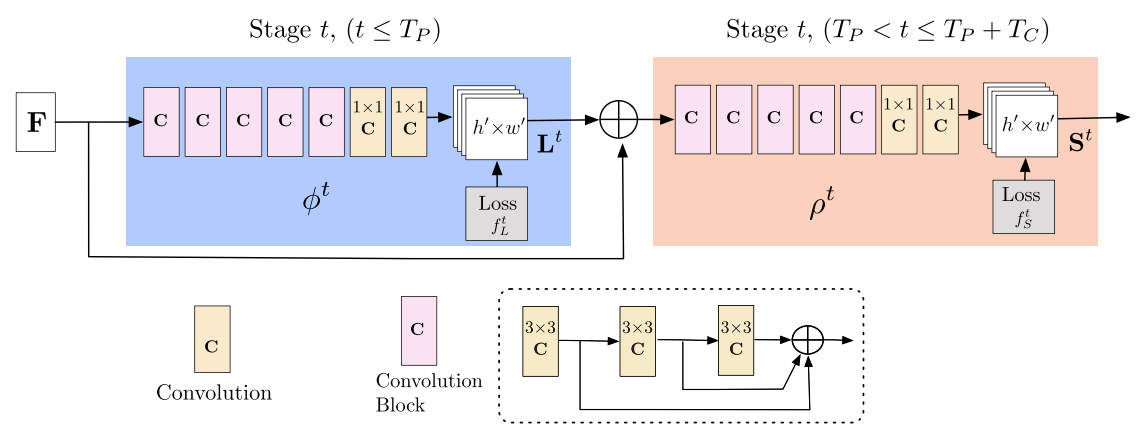 Stage t, (t ≤ T_P)
Stage t, (T_P < t ≤ T_P + T_C)
F
C C C C C 1×1 C 1×1 C
h′×w′
L^t
C C C C C 1×1 C 1×1 C
h′×w′
S^t
ϕ^t
Loss
f_L^t
ρ^t
Loss
f_S^t
C
Convolution
C
Convolution
Block
3×3 3×3 3×3
C C C